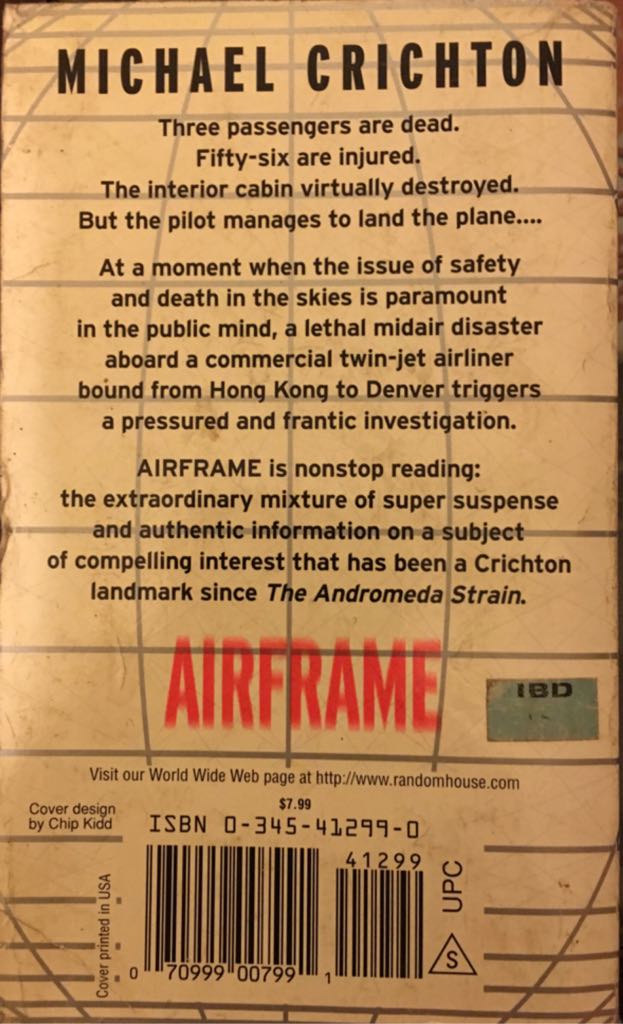 MICHAEL CRICHTON
Three passengers are dead.
Fifty-six are injured.
The interior cabin virtually destroyed.
But the pilot manages to land the plane....
At a moment when the issue of safety
and death in the skies is paramount
in the public mind, a lethal midair disaster
aboard a commercial twin-jet airliner
bound from Hong Kong to Denver triggers
a pressured and frantic investigation.
AIRFRAME is nonstop reading:
the extraordinary mixture of super suspense
and authentic information on a subject
of compelling interest that has been a Crichton
landmark since The Andromeda Strain.
AIRFRAME
IBD
Visit our World Wide Web page at http://www.randomhouse.com
$7.99
Cover design
by Chip Kidd
ISBN 0-345-41299-0
41299
UPC
S
Cover printed in USA
0 70999 00799 1